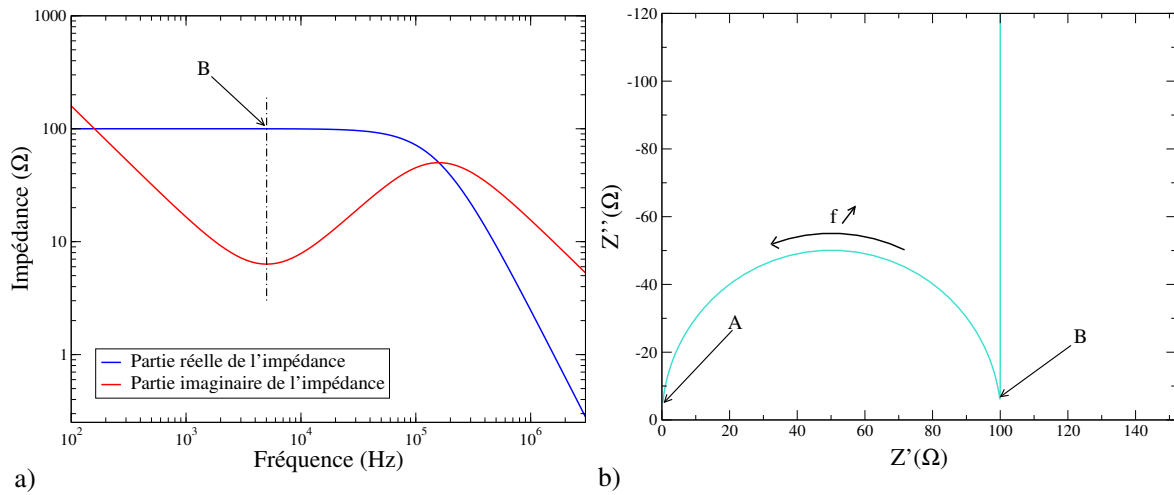 1000
100
10
1
Impédance (Ω)
B
Partie réelle de l'impédance
Partie imaginaire de l'impédance
10^2
10^3
10^4
10^5
10^6
Fréquence (Hz)
a)
-120
-100
-80
-60
-40
-20
0
Z''(Ω)
f
A
B
0
20
40
60
80
100
120
140
Z'(Ω)
b)